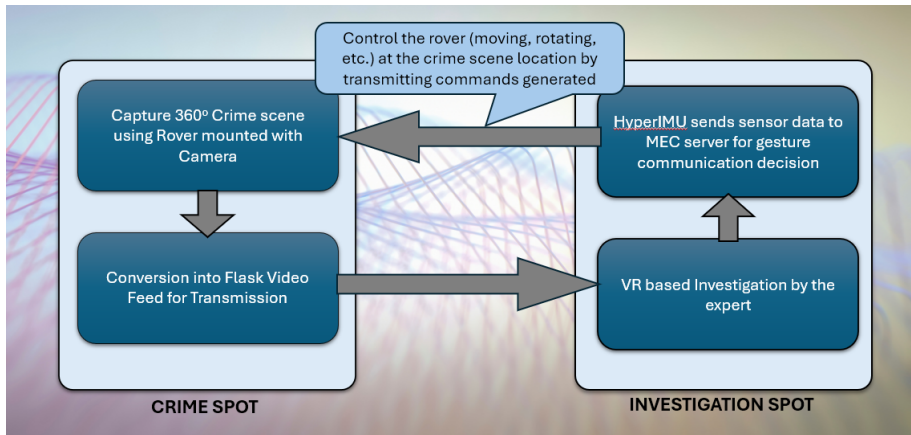 Control the rover (moving, rotating,
etc.) at the crime scene location by
transmitting commands generated
Capture 360º Crime scene
using Rover mounted with
Camera
HyperIMU sends sensor data to
MEC server for gesture
communication decision
Conversion into Flask Video
Feed for Transmission
VR based Investigation by the
expert
CRIME SPOT
INVESTIGATION SPOT